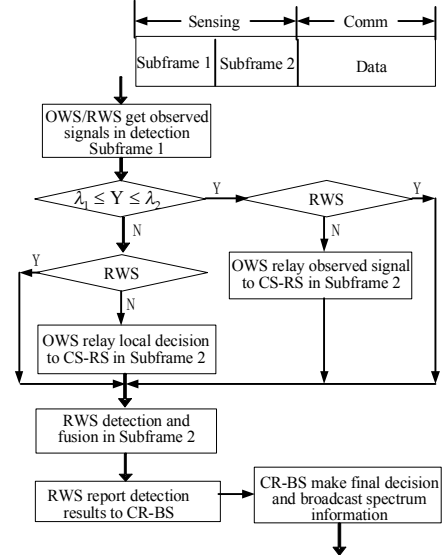 Sensing Comm
Subframe 1 Subframe 2 Data
OWS/RWS get observed
signals in detection
Subframe 1
λ₁ ≤ Y ≤ λ₂
Y
RWS
Y
N
N
Y
RWS
OWS relay observed signal
to CS-RS in Subframe 2
N
OWS relay local decision
to CS-RS in Subframe 2
RWS detection and
fusion in Subframe 2
RWS report detection
results to CR-BS
CR-BS make final decision
and broadcast spectrum
information